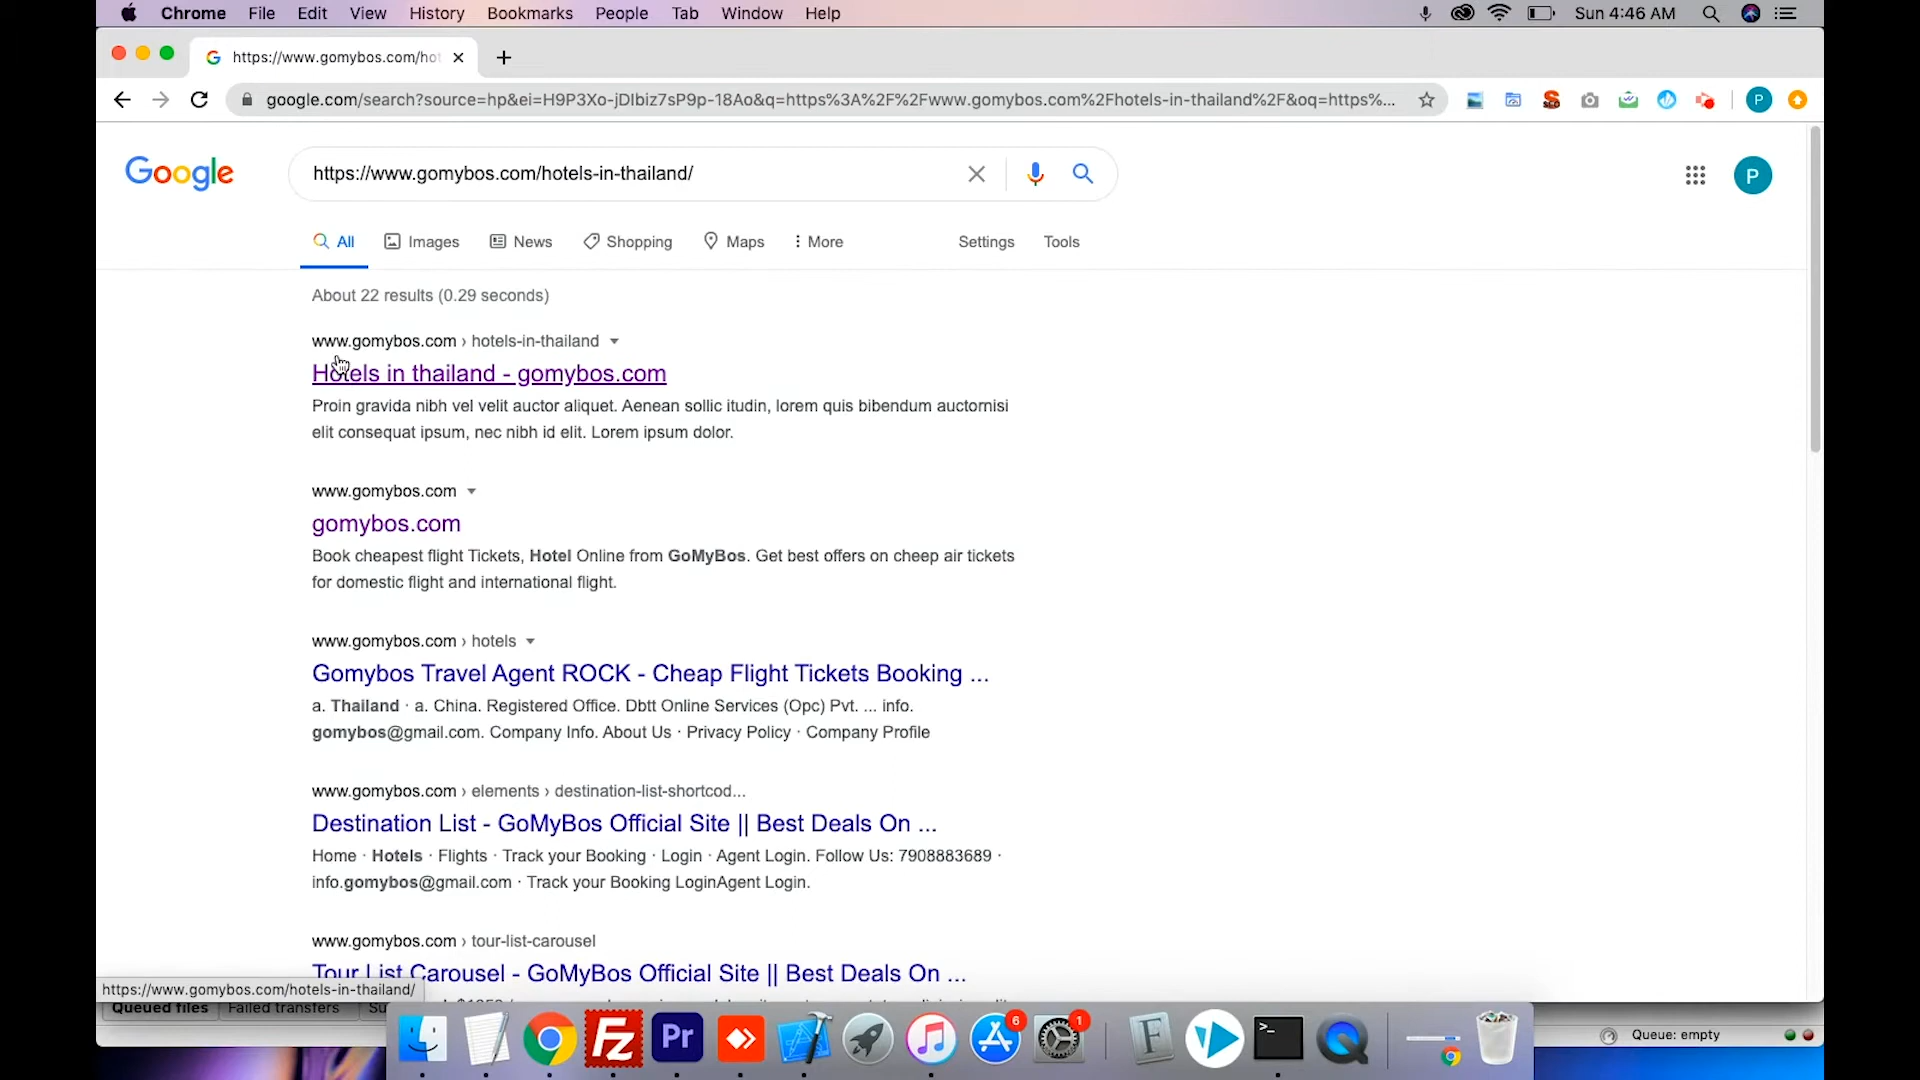 Chrome File Edit View History Bookmarks People Tab Window Help Sun 4:46 AM
https://www.gomybos.com/hot
google.com/search?source=hp&ei=H9P3Xo-jDIbiz7sP9p-18Ao&q=https%3A%2F%2Fwww.gomybos.com%2Fhotels-in-thailand%2F&oq=https%... P
Google https://www.gomybos.com/hotels-in-thailand/ P
All Images News Shopping Maps More Settings Tools
About 22 results (0.29 seconds)
www.gomybos.com › hotels-in-thailand
Hotels in thailand - gomybos.com
Proin gravida nibh vel velit auctor aliquet. Aenean sollic itudin, lorem quis bibendum auctornisi
elit consequat ipsum, nec nibh id elit. Lorem ipsum dolor.
www.gomybos.com
gomybos.com
Book cheapest flight Tickets, Hotel Online from GoMyBos. Get best offers on cheep air tickets
for domestic flight and international flight.
www.gomybos.com › hotels
Gomybos Travel Agent ROCK - Cheap Flight Tickets Booking ...
a. Thailand · a. China. Registered Office. Dbtt Online Services (Opc) Pvt. ... info.
gomybos@gmail.com. Company Info. About Us · Privacy Policy · Company Profile
www.gomybos.com › elements › destination-list-shortcod...
Destination List - GoMyBos Official Site || Best Deals On ...
Home · Hotels · Flights · Track your Booking · Login · Agent Login. Follow Us: 7908883689 ·
info.gomybos@gmail.com · Track your Booking LoginAgent Login.
www.gomybos.com › tour-list-carousel
Tour List Carousel - GoMyBos Official Site || Best Deals On ...
https://www.gomybos.com/hotels-in-thailand/
Queued files Failed transfers Su
Queue: empty
Fz Pr 6 1 F